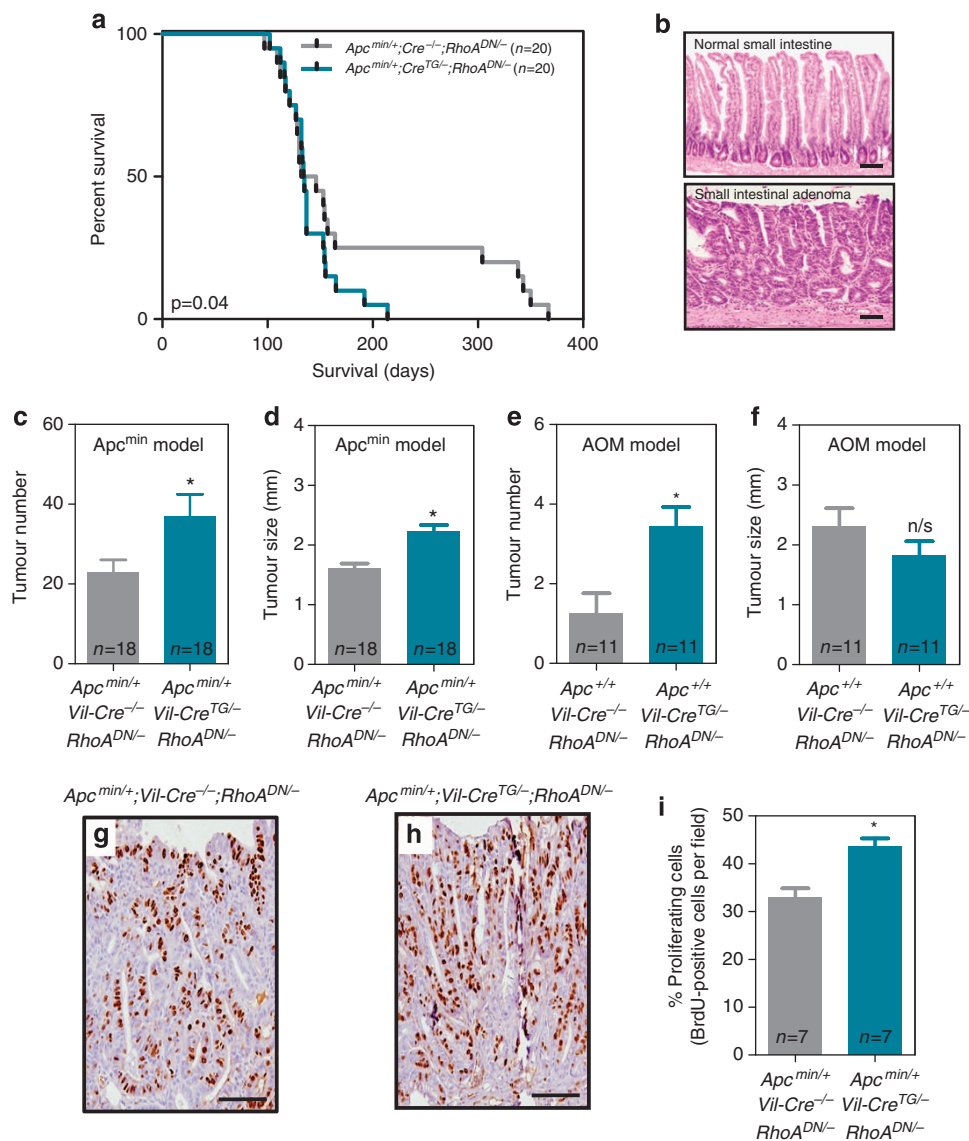 a
100
50
0
Percent survival
Apc^min/+;Cre^−/−;RhoA^DN/− (n=20)
Apc^min/+;Cre^TG/−;RhoA^DN/− (n=20)
p=0.04
0 100 200 300 400
Survival (days)
b
Normal small intestine
Small intestinal adenoma
c
60
40
20
0
Tumour number
Apc^min model
*
n=18 n=18
Apc^min/+ Apc^min/+
Vil-Cre^−/− Vil-Cre^TG/−
RhoA^DN/− RhoA^DN/−
d
4
3
2
1
0
Tumour size (mm)
Apc^min model
*
n=18 n=18
Apc^min/+ Apc^min/+
Vil-Cre^−/− Vil-Cre^TG/−
RhoA^DN/− RhoA^DN/−
e
6
4
2
0
Tumour number
AOM model
*
n=11 n=11
Apc^+/+ Apc^+/+
Vil-Cre^−/− Vil-Cre^TG/−
RhoA^DN/− RhoA^DN/−
f
4
3
2
1
0
Tumour size (mm)
AOM model
n/s
n=11 n=11
Apc^+/+ Apc^+/+
Vil-Cre^−/− Vil-Cre^TG/−
RhoA^DN/− RhoA^DN/−
Apc^min/+;Vil-Cre^−/−;RhoA^DN/−
g
Apc^min/+;Vil-Cre^TG/−;RhoA^DN/−
h
i
50
40
30
20
10
0
% Proliferating cells
(BrdU-positive cells per field)
*
n=7 n=7
Apc^min/+ Apc^min/+
Vil-Cre^−/− Vil-Cre^TG/−
RhoA^DN/− RhoA^DN/−